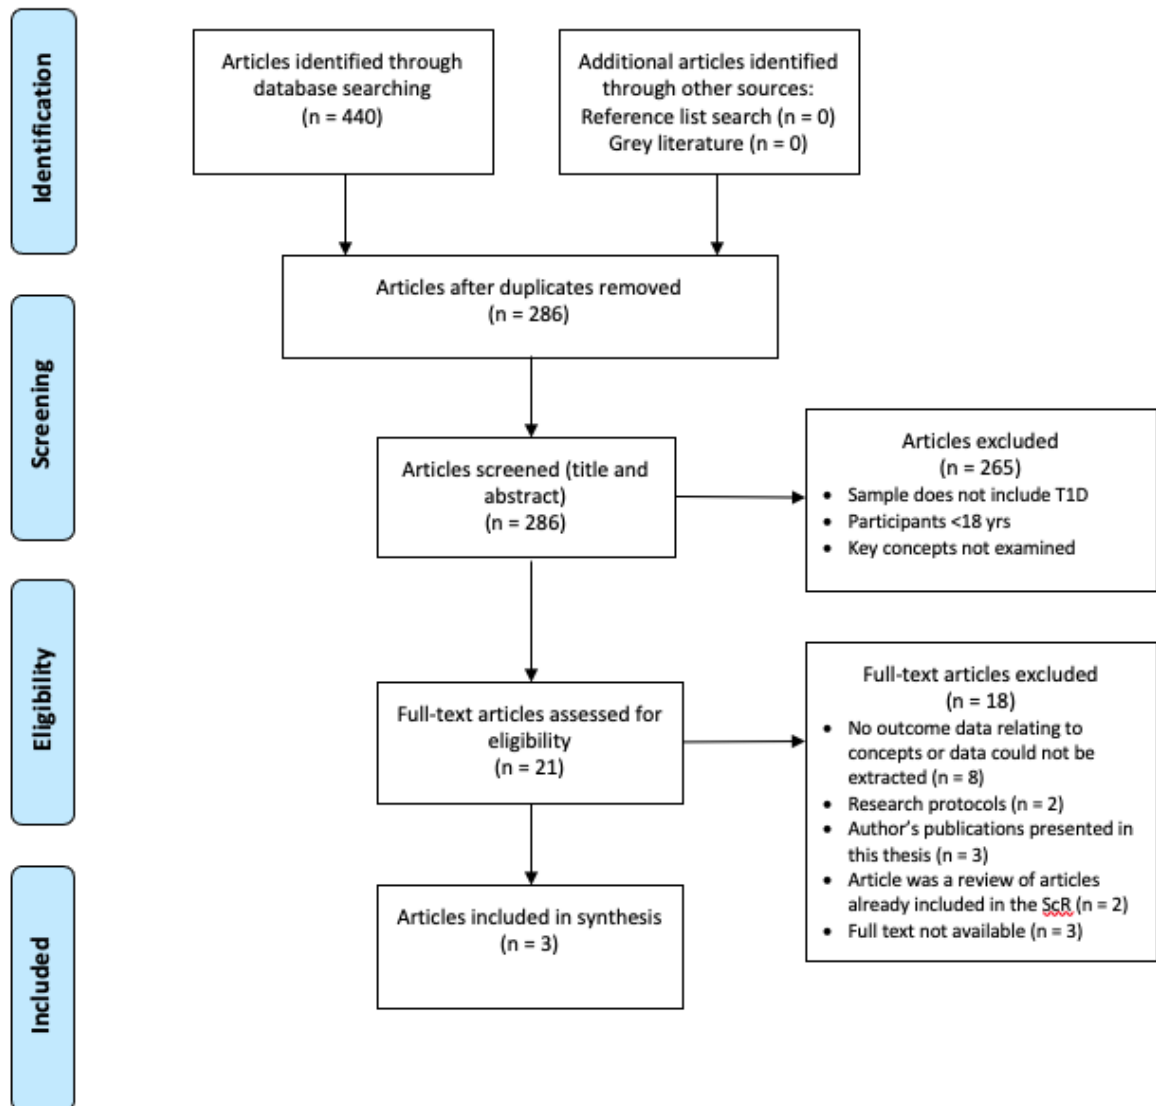 Identification
Articles identified through
database searching
(n = 440)
Additional articles identified
through other sources:
Reference list search (n = 0)
Grey literature (n = 0)
Articles after duplicates removed
(n = 286)
Screening
Articles screened (title and
abstract)
(n = 286)
Articles excluded
(n = 265)
• Sample does not include T1D
• Participants <18 yrs
• Key concepts not examined
Eligibility
Full-text articles assessed for
eligibility
(n = 21)
Full-text articles excluded
(n = 18)
• No outcome data relating to
concepts or data could not be
extracted (n = 8)
• Research protocols (n = 2)
• Author's publications presented in
this thesis (n = 3)
• Article was a review of articles
already included in the ScR (n = 2)
• Full text not available (n = 3)
Included
Articles included in synthesis
(n = 3)